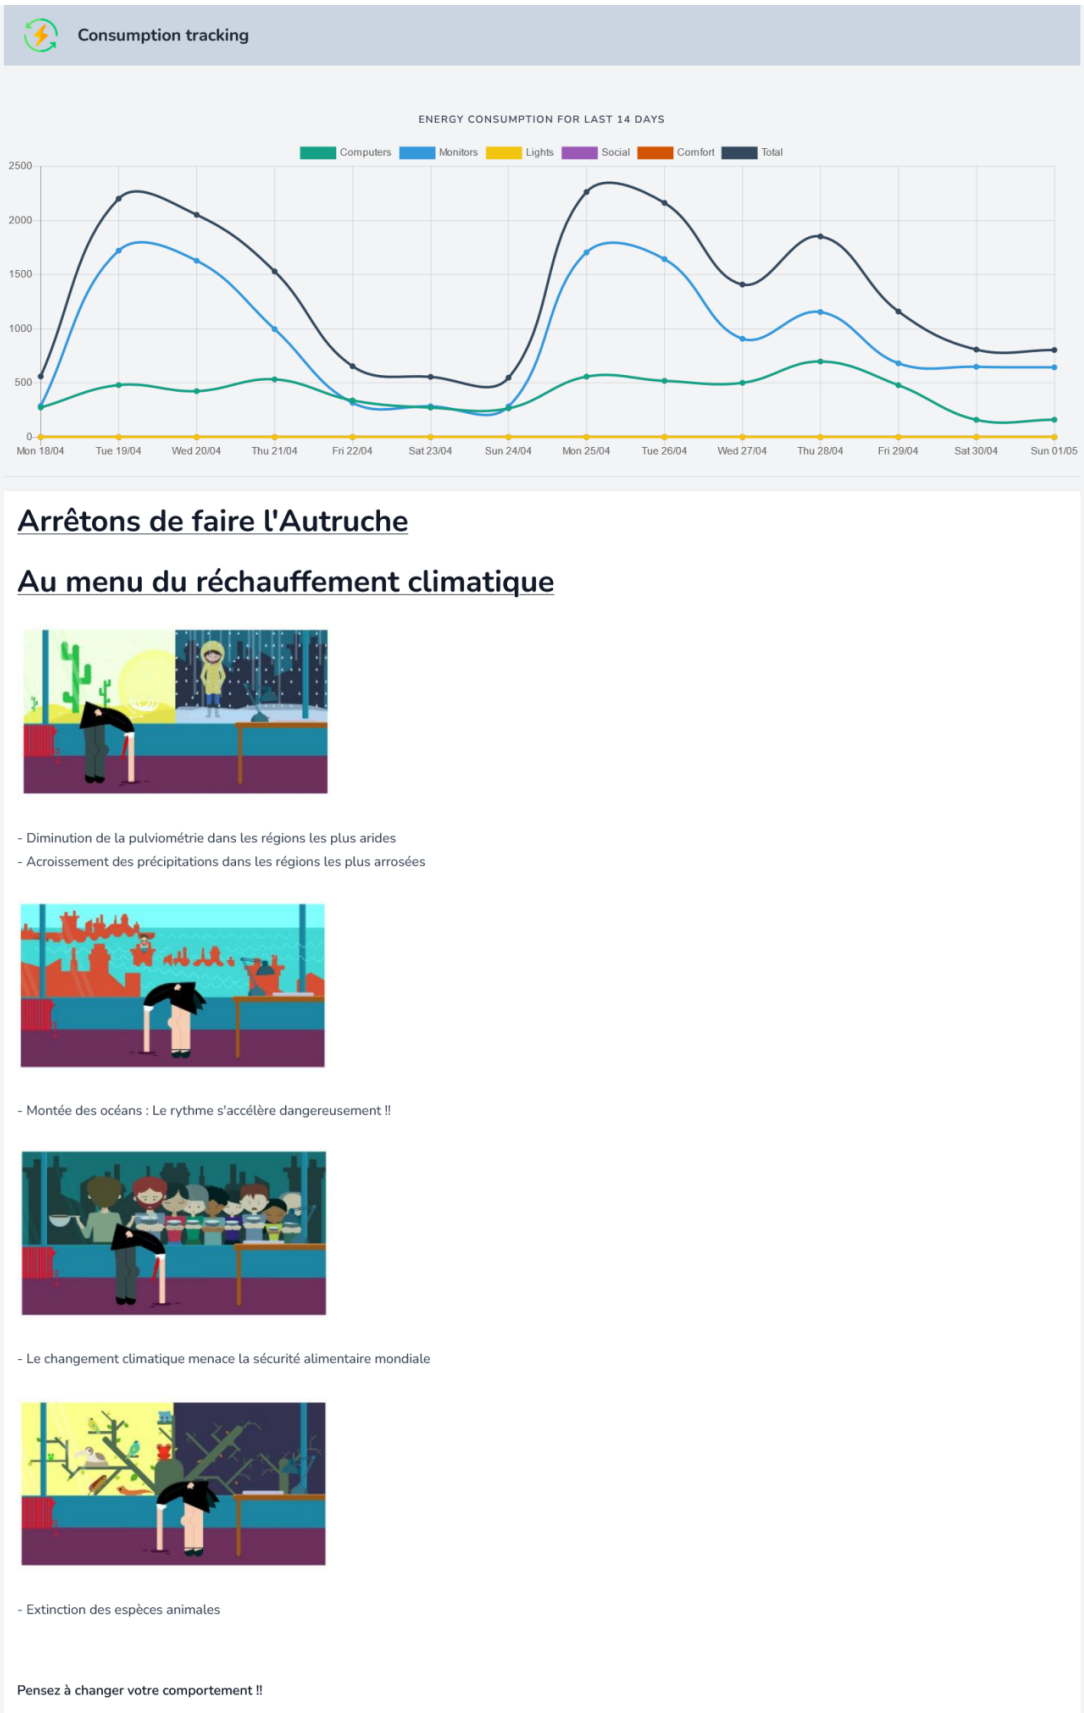 Consumption tracking
ENERGY CONSUMPTION FOR LAST 14 DAYS
Computers Monitors Lights Social Comfort Total
2500
2000
1500
1000
500
0
Mon 18/04 Tue 19/04 Wed 20/04 Thu 21/04 Fri 22/04 Sat 23/04 Sun 24/04 Mon 25/04 Tue 26/04 Wed 27/04 Thu 28/04 Fri 29/04 Sat 30/04 Sun 01/05
Arrêtons de faire l'Autruche
Au menu du réchauffement climatique
- Diminution de la pulviométrie dans les régions les plus arides
- Acroissement des précipitations dans les régions les plus arrosées
- Montée des océans : Le rythme s'accélère dangereusement !!
- Le changement climatique menace la sécurité alimentaire mondiale
- Extinction des espèces animales
Pensez à changer votre comportement !!